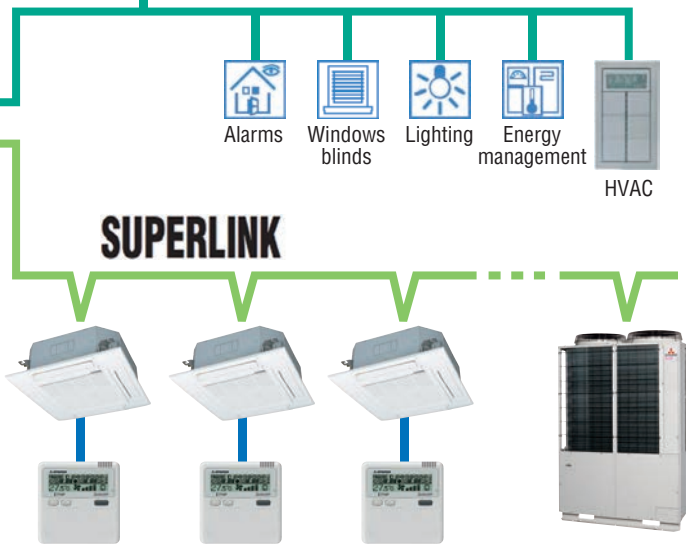 Alarms
Windows
blinds
Lighting
Energy
management
HVAC
SUPERLINK